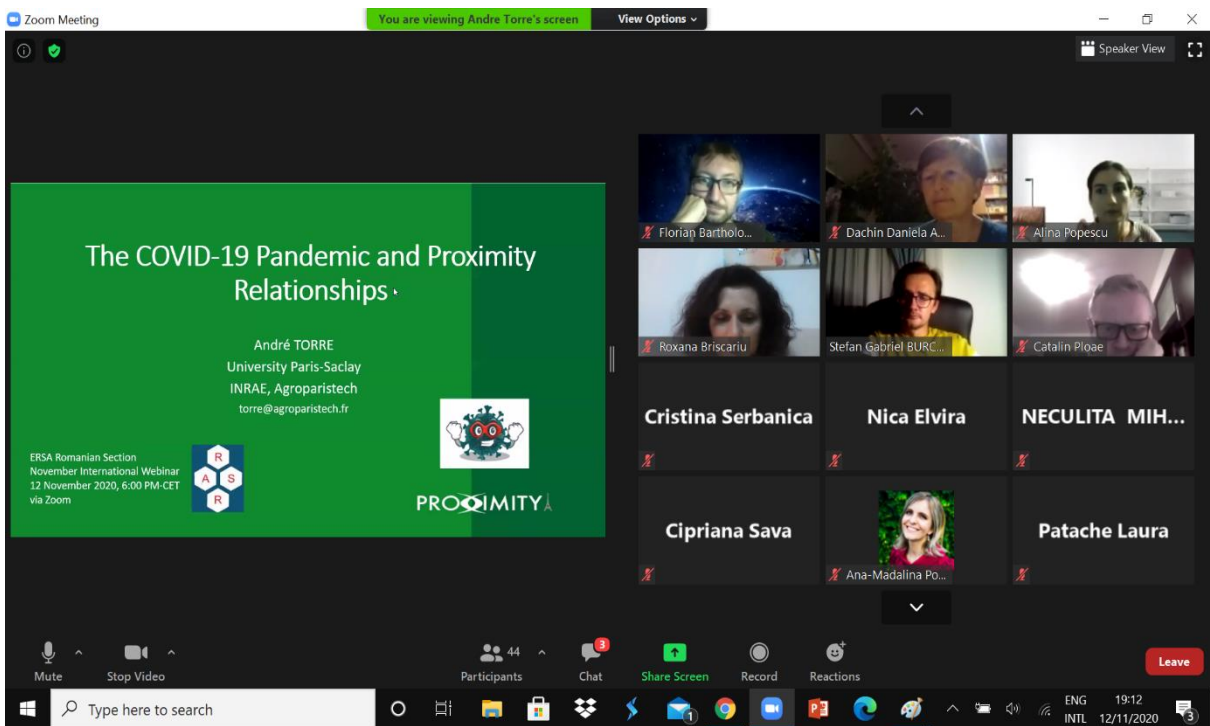 Zoom Meeting
You are viewing Andre Torre's screen
View Options
Speaker View
The COVID-19 Pandemic and Proximity
Relationships
André TORRE
University Paris-Saclay
INRAE, Agroparistech
torre@agroparistech.fr
ERSA Romanian Section
November International Webinar
12 November 2020, 6:00 PM-CET
via Zoom
R
A S
R
PROXIMITY
Florian Bartholo...
Dachin Daniela A...
Alina Popescu
Roxana Briscariu
Stefan Gabriel BURC...
Catalin Ploae
Cristina Serbanica
Nica Elvira
NECULITA MIH...
Cipriana Sava
Ana-Madalina Po...
Patache Laura
Mute
Stop Video
44
Participants
3
Chat
Share Screen
Record
Reactions
Leave
Type here to search
1
ENG
INTL
19:12
12/11/2020
3